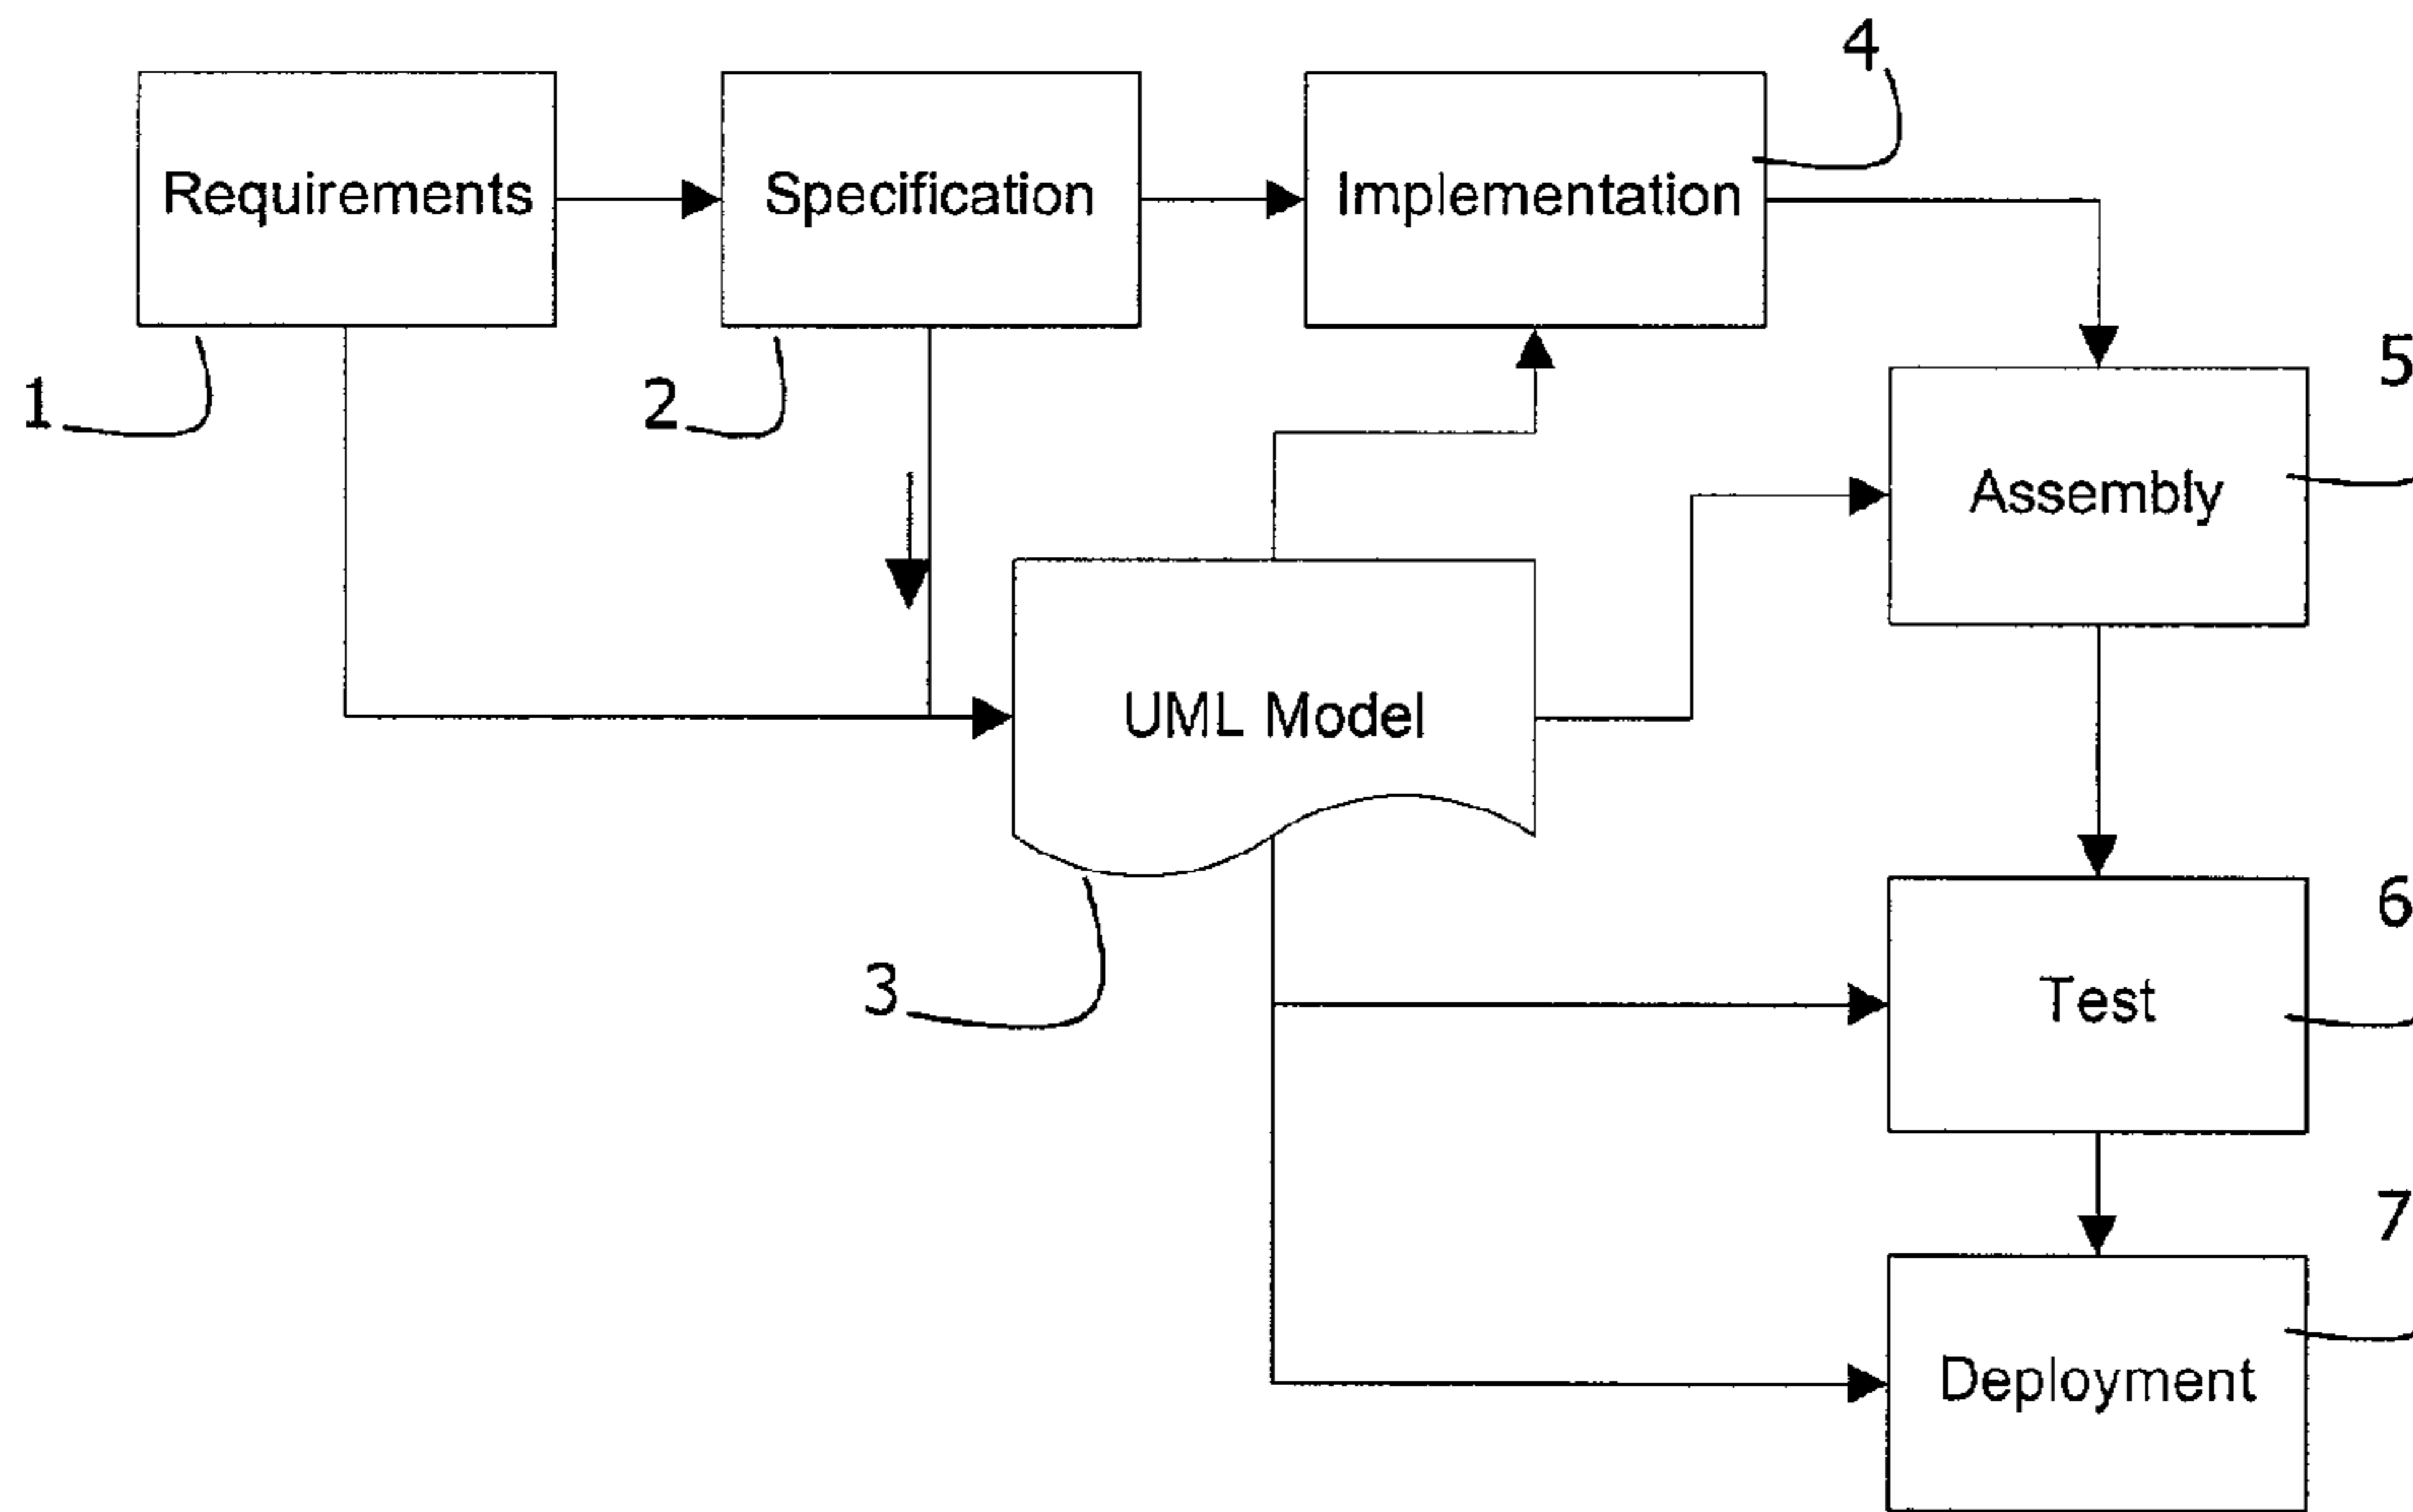 4
Requirements
Specification
Implementation
1
2
5
Assembly
UML Model
6
3
Test
7
Deployment